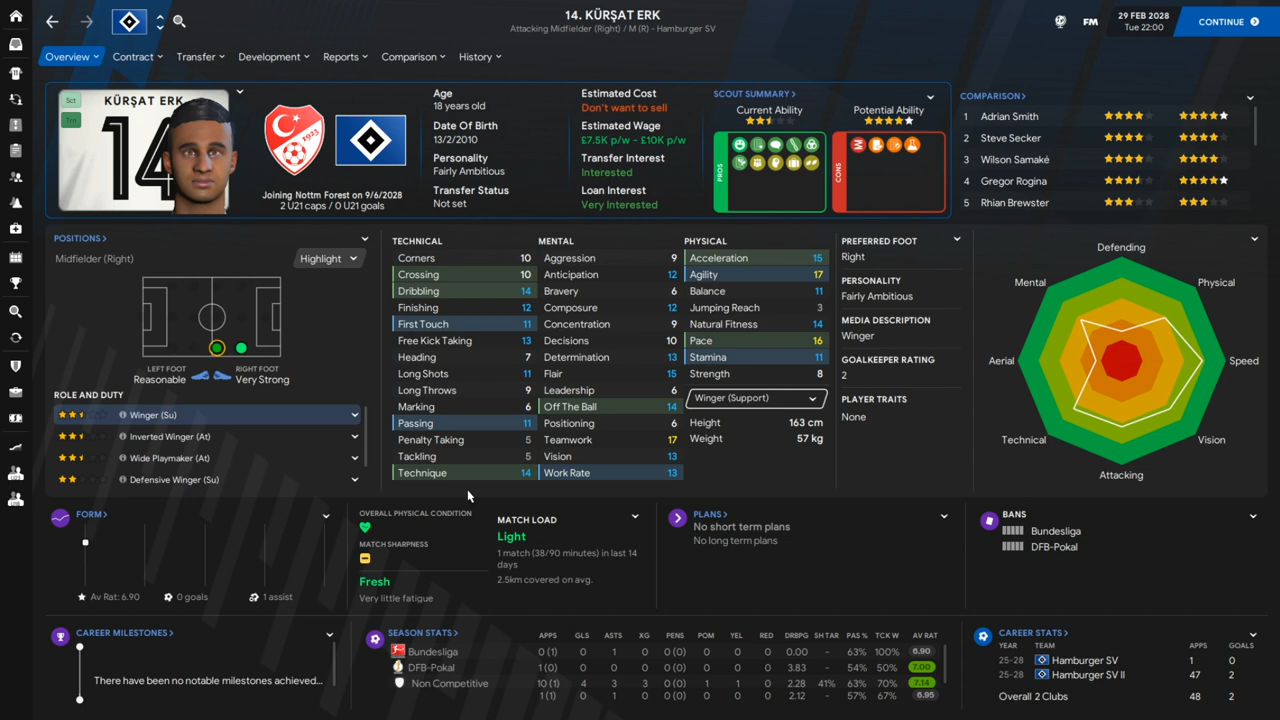 14. KÜRŞAT ERK
Attacking Midfielder (Right) / M (R) - Hamburger SV
FM
29 FEB 2028
Tue 22:00
CONTINUE
Overview
Contract
Transfer
Development
Reports
Comparison
History
Sct
Trn
KÜRŞAT ERK
14
Joining Nottm Forest on 9/6/2028
2 U21 caps / 0 U21 goals
Age
18 years old
Date Of Birth
13/2/2010
Personality
Fairly Ambitious
Transfer Status
Not set
Estimated Cost
Don't want to sell
Estimated Wage
£7.5K p/w - £10K p/w
Transfer Interest
Interested
Loan Interest
Very Interested
SCOUT SUMMARY>
Current Ability
Potential Ability
PROS
CONS
COMPARISON>
1 Adrian Smith
2 Steve Secker
3 Wilson Samaké
4 Gregor Rogina
5 Rhian Brewster
POSITIONS>
Midfielder (Right)
Highlight
LEFT FOOT
Reasonable
RIGHT FOOT
Very Strong
ROLE AND DUTY
Winger (Su)
Inverted Winger (At)
Wide Playmaker (At)
Defensive Winger (Su)
TECHNICAL
Corners 10
Crossing 10
Dribbling 14
Finishing 12
First Touch 11
Free Kick Taking 13
Heading 7
Long Shots 11
Long Throws 9
Marking 6
Passing 11
Penalty Taking 5
Tackling 5
Technique 14
MENTAL
Aggression 9
Anticipation 12
Bravery 6
Composure 12
Concentration 9
Decisions 10
Determination 13
Flair 15
Leadership 6
Off The Ball 14
Positioning 6
Teamwork 17
Vision 13
Work Rate 13
PHYSICAL
Acceleration 15
Agility 17
Balance 11
Jumping Reach 3
Natural Fitness 14
Pace 16
Stamina 11
Strength 8
Winger (Support)
Height 163 cm
Weight 57 kg
PREFERRED FOOT
Right
PERSONALITY
Fairly Ambitious
MEDIA DESCRIPTION
Winger
GOALKEEPER RATING
2
PLAYER TRAITS
None
Defending
Physical
Speed
Vision
Attacking
Technical
Aerial
Mental
FORM>
Av Rat: 6.90
0 goals
1 assist
OVERALL PHYSICAL CONDITION
MATCH SHARPNESS
Fresh
Very little fatigue
MATCH LOAD
Light
1 match (38/90 minutes) in last 14
days
2.5km covered on avg.
PLANS>
No short term plans
No long term plans
BANS
Bundesliga
DFB-Pokal
CAREER MILESTONES>
There have been no notable milestones achieved...
SEASON STATS> APPS GLS ASTS XG PENS POM YEL RED DRBPG SH TAR PAS % TCK W AV RAT
Bundesliga 0 (1) 0 1 0 0 (0) 0 0 0 0.00 - 63% 100% 6.90
DFB-Pokal 1 (0) 0 0 0 0 (0) 0 0 0 3.83 - 54% 50% 7.00
Non Competitive 10 (1) 4 3 3 0 (0) 1 1 0 2.28 41% 63% 70% 7.14
1 (1) 0 1 0 0 (0) 0 0 0 2.12 - 57% 67% 6.95
CAREER STATS>
YEAR TEAM APPS GOALS
25-28 Hamburger SV 1 0
25-28 Hamburger SV II 47 2
Overall 2 Clubs 48 2